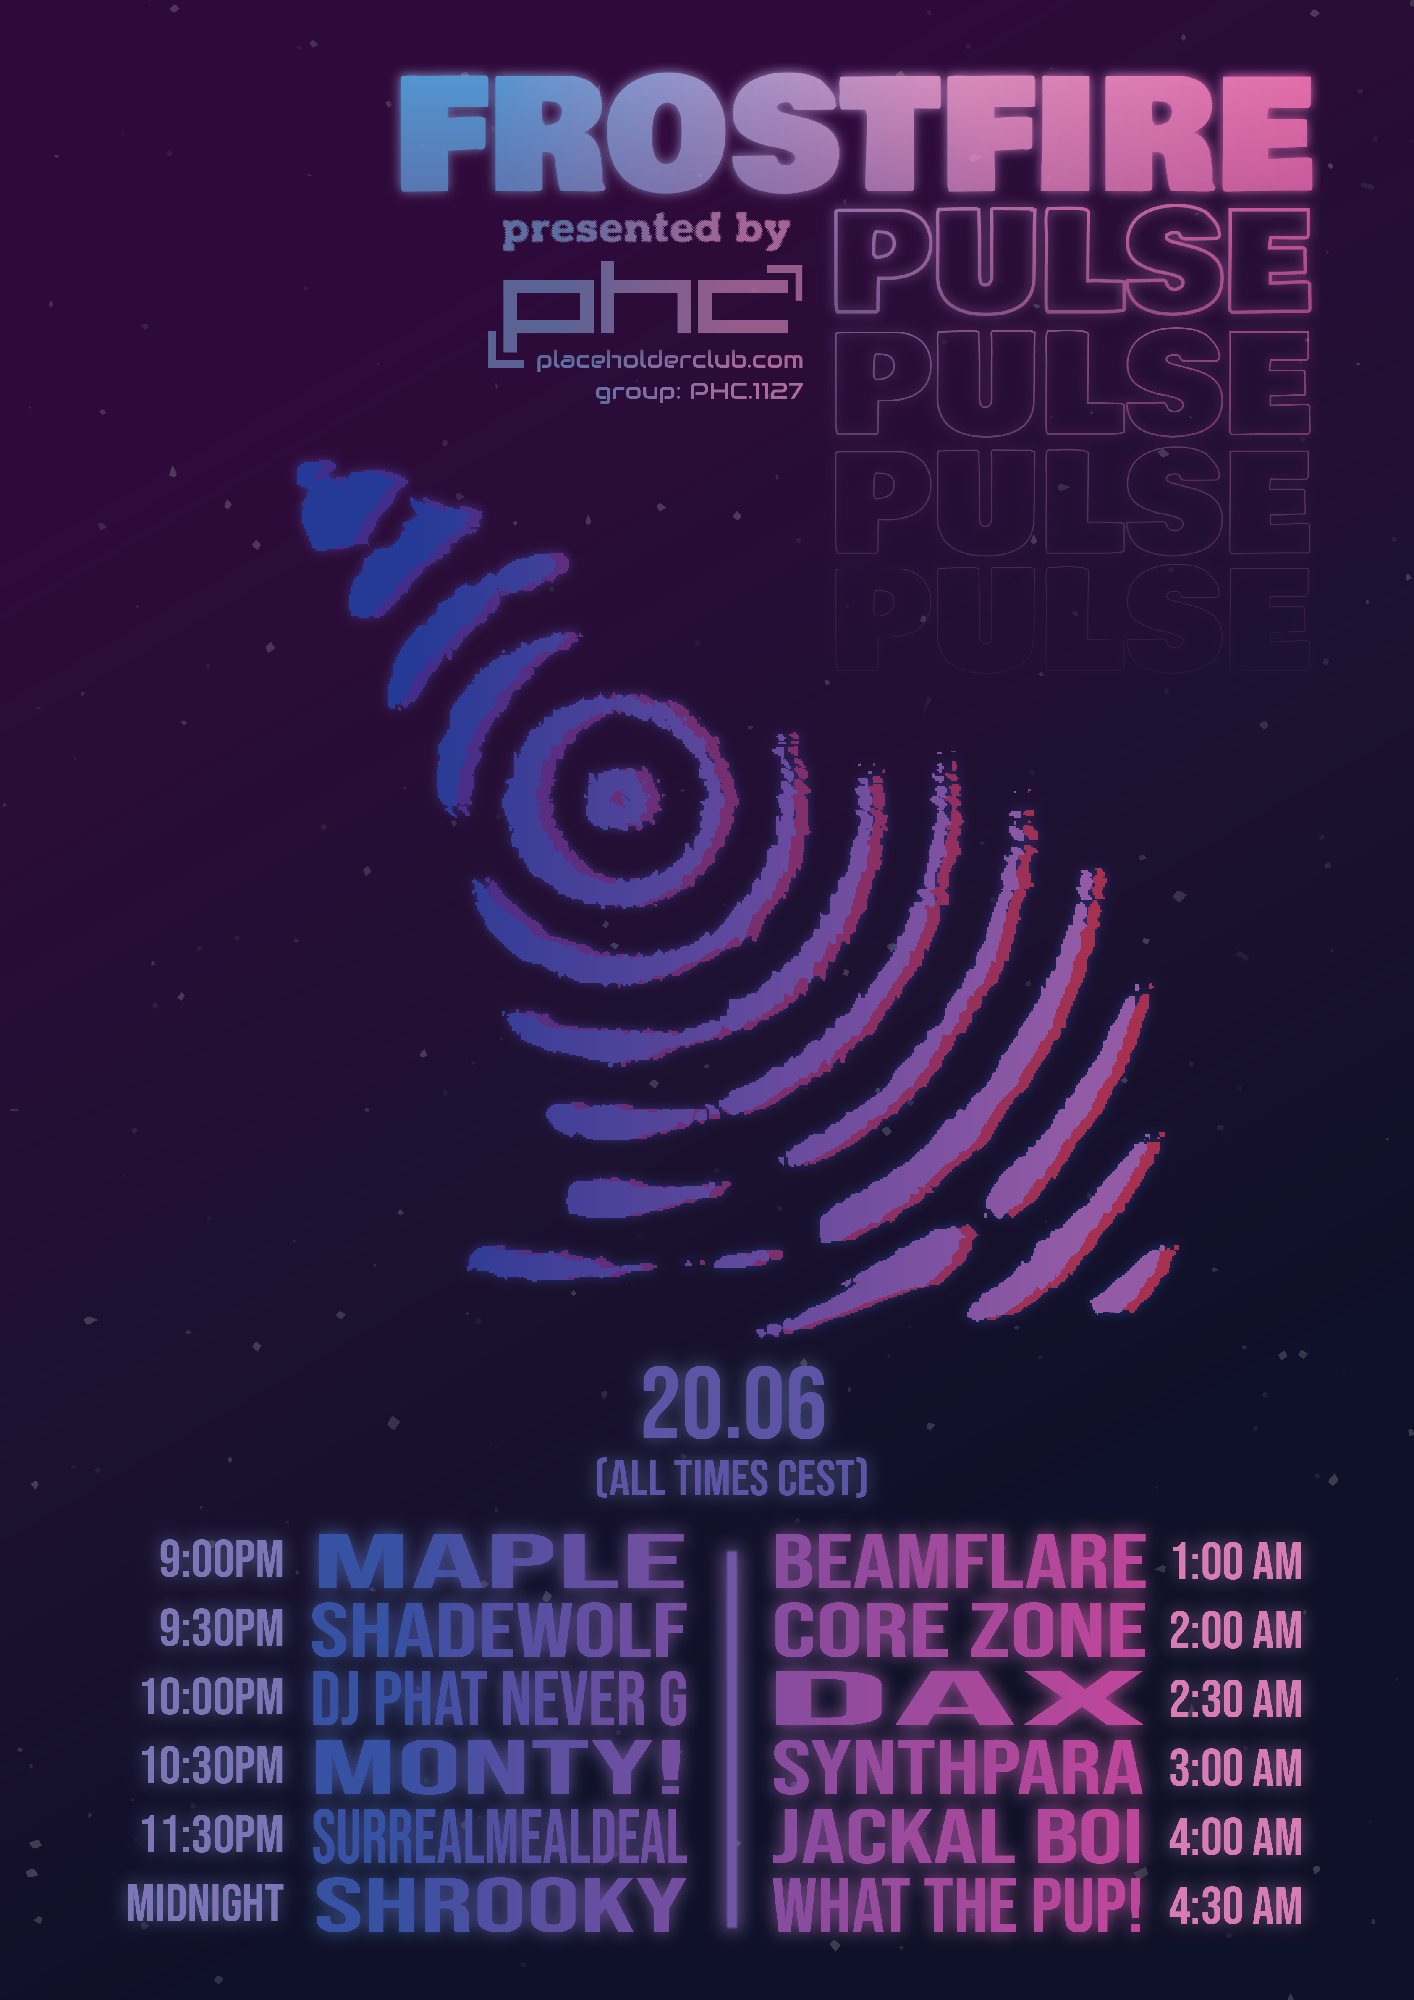 FROSTFIRE
PULSE
PULSE
PULSE
PULSE
presented by
phc
placeholderclub.com
group: PHC.1127
20.06
(ALL TIMES CEST)
9:00PM MAPLE
9:30PM SHADEWOLF
10:00PM DJ PHAT NEVER G
10:30PM MONTY!
11:30PM SURREALMEALDEAL
MIDNIGHT SHROOKY
BEAMFLARE 1:00 AM
CORE ZONE 2:00 AM
DAX 2:30 AM
SYNTHPARA 3:00 AM
JACKAL BOI 4:00 AM
WHAT THE PUP! 4:30 AM